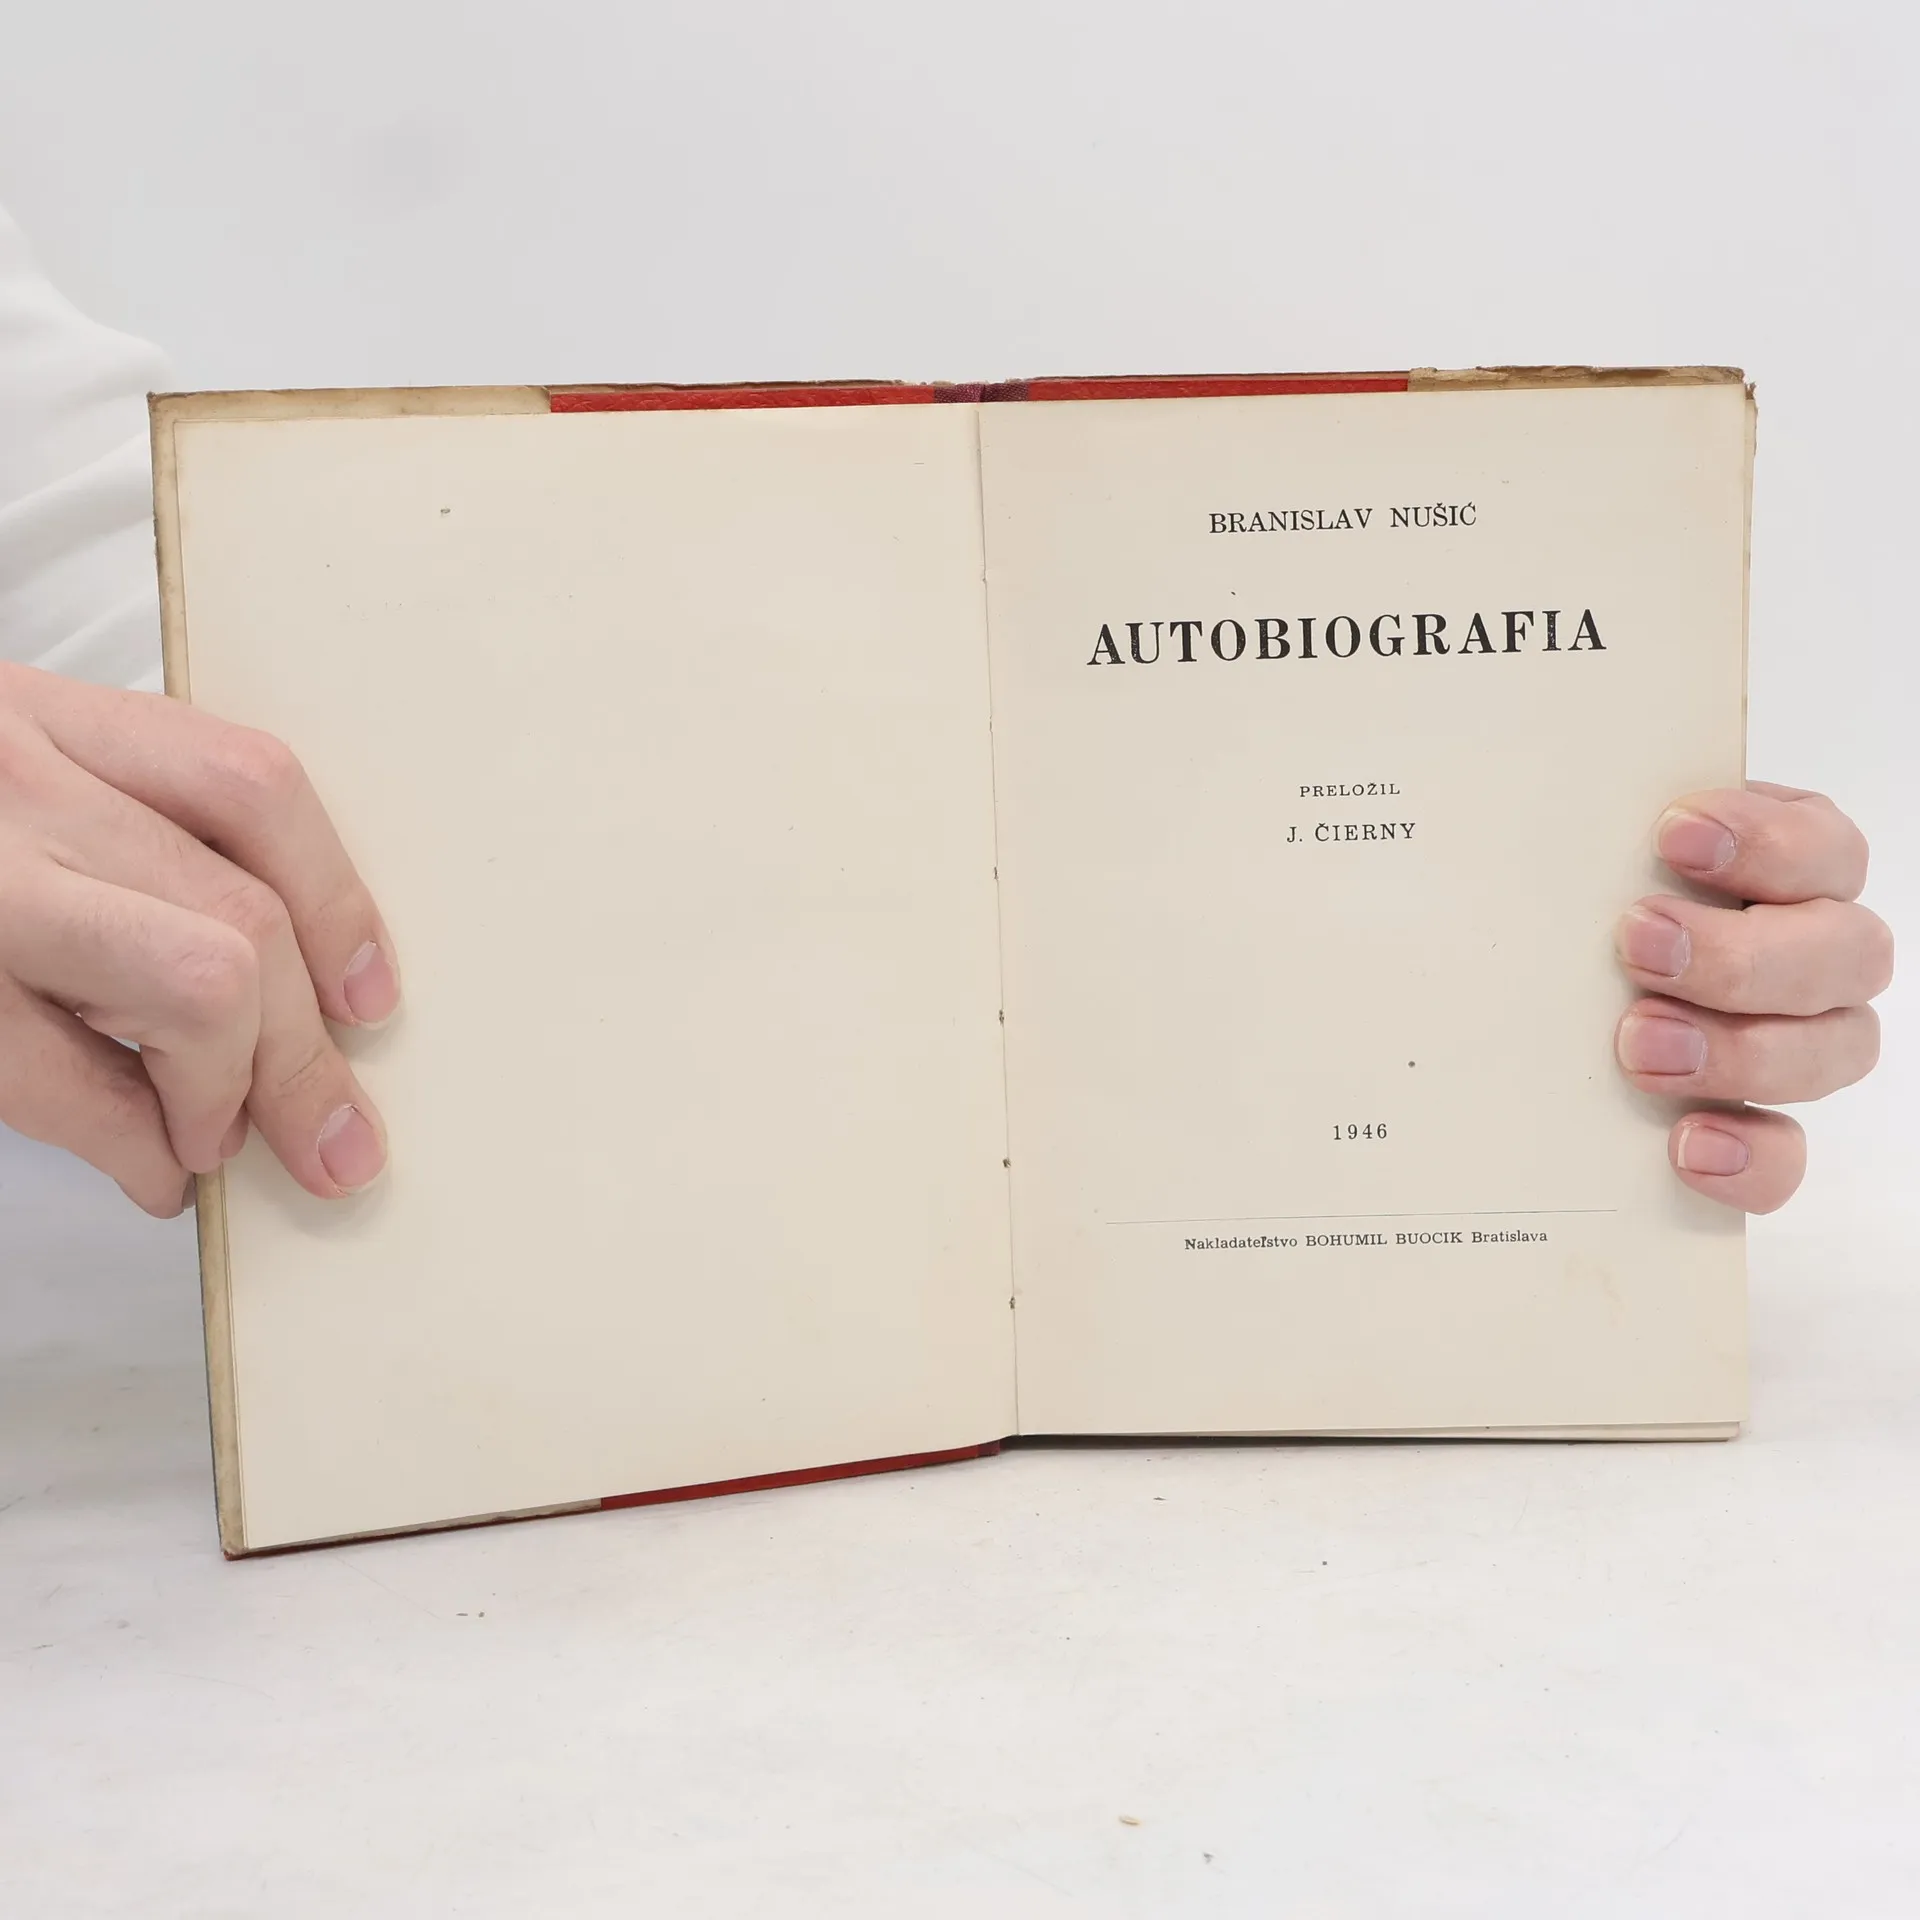 BRANISLAV NUŠIĆ
AUTOBIOGRAFIA
PRELOŽIL
J. ČIERNY
1946
Nakladateľstvo BOHUMIL BUOCIK Bratislava